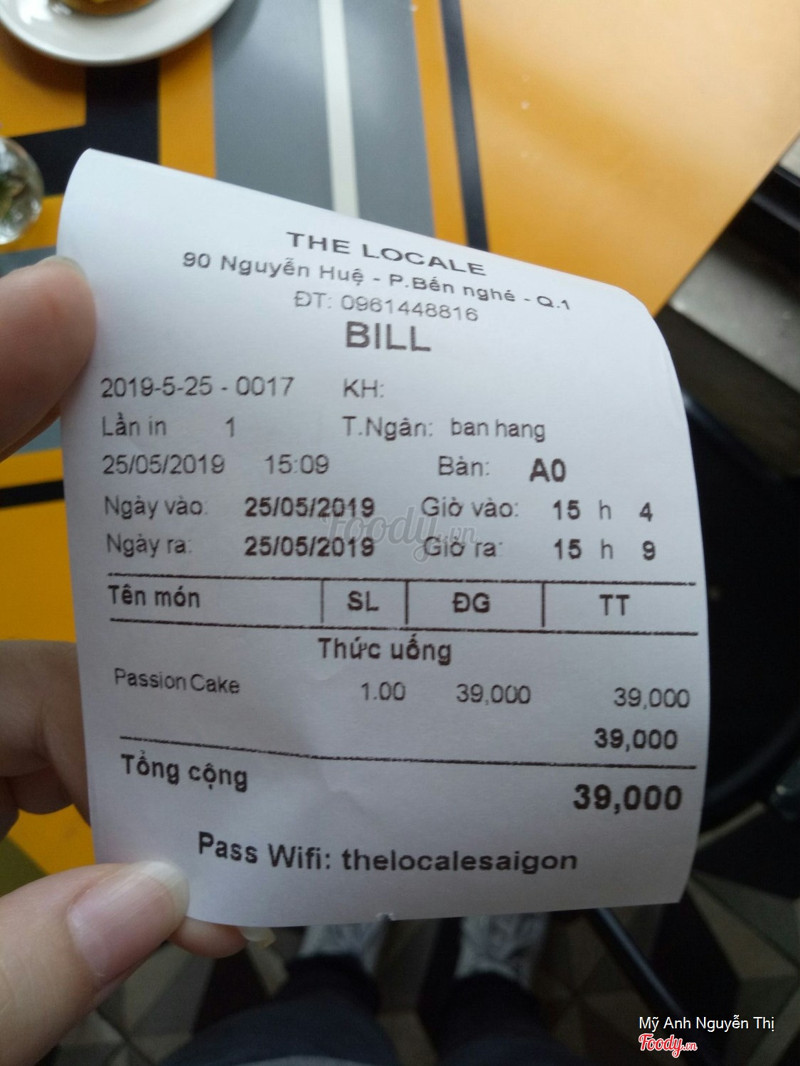 THE LOCALE
90 Nguyễn Huệ - P.Bến nghé - Q.1
ĐT: 0961448816
BILL
2019-5-25 - 0017 KH:
Lần in 1 T.Ngân: ban hang
25/05/2019 15:09 Bàn: A0
Ngày vào: 25/05/2019 Giờ vào: 15 h 4
Foody.vn
Ngày ra: 25/05/2019 Giờ ra: 15 h 9
Tên món SL ĐG TT
Thức uống
Passion Cake 1.00 39,000 39,000
39,000
Tổng cộng 39,000
Pass Wifi: thelocalesaigon
Mỹ Anh Nguyễn Thị
Foody.vn